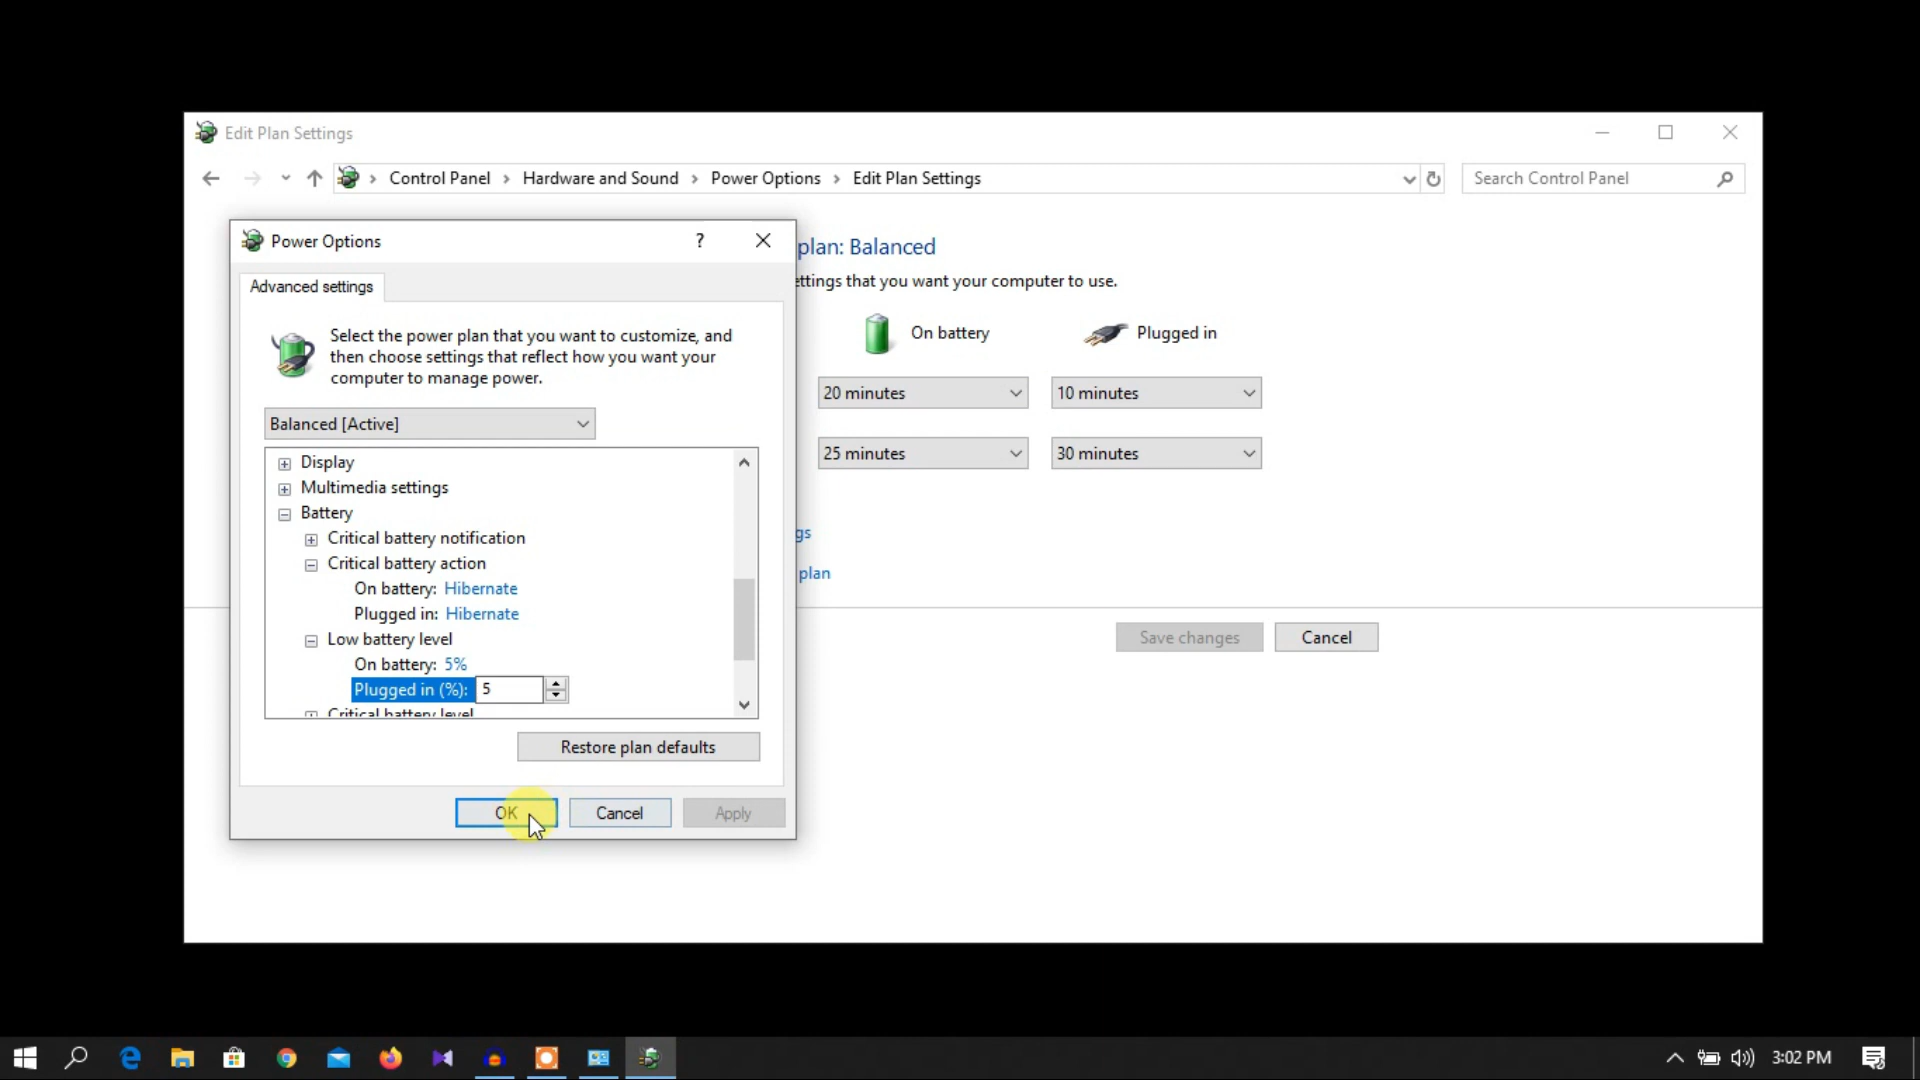 Edit Plan Settings
Control Panel
Hardware and Sound
Power Options
Edit Plan Settings
Search Control Panel
Power Options
?
Advanced settings
Select the power plan that you want to customize, and
then choose settings that reflect how you want your
computer to manage power.
Balanced [Active]
Display
Multimedia settings
Battery
Critical battery notification
Critical battery action
On battery: Hibernate
Plugged in: Hibernate
Low battery level
On battery: 5%
Plugged in (%): 5
Critical battery level
Restore plan defaults
OK
Cancel
Apply
plan: Balanced
ettings that you want your computer to use.
On battery
Plugged in
20 minutes
10 minutes
25 minutes
30 minutes
gs
plan
Save changes
Cancel
3:02 PM